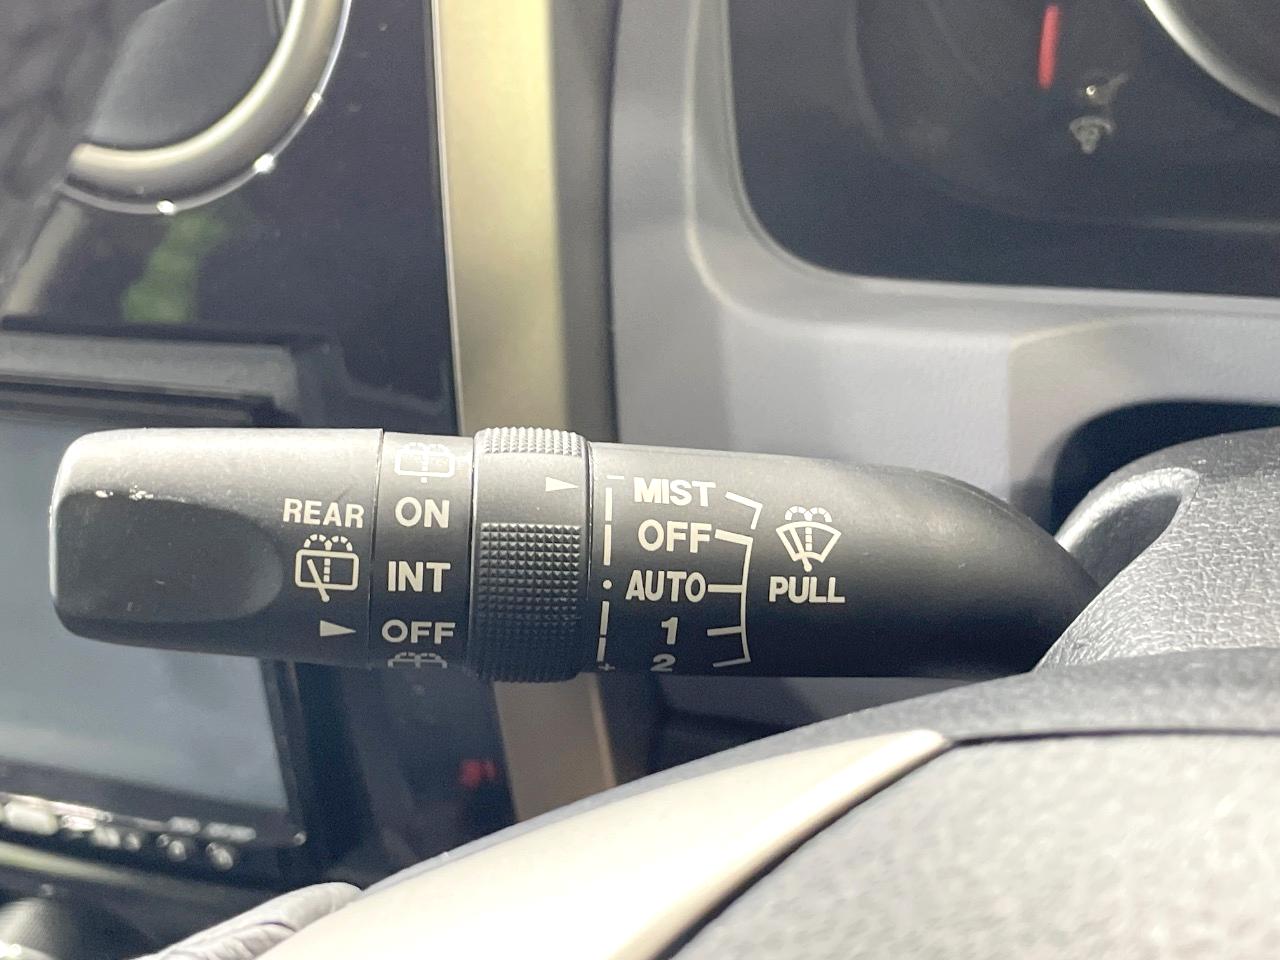 REAR
ON
INT
OFF
MIST
OFF
AUTO
1
2
PULL